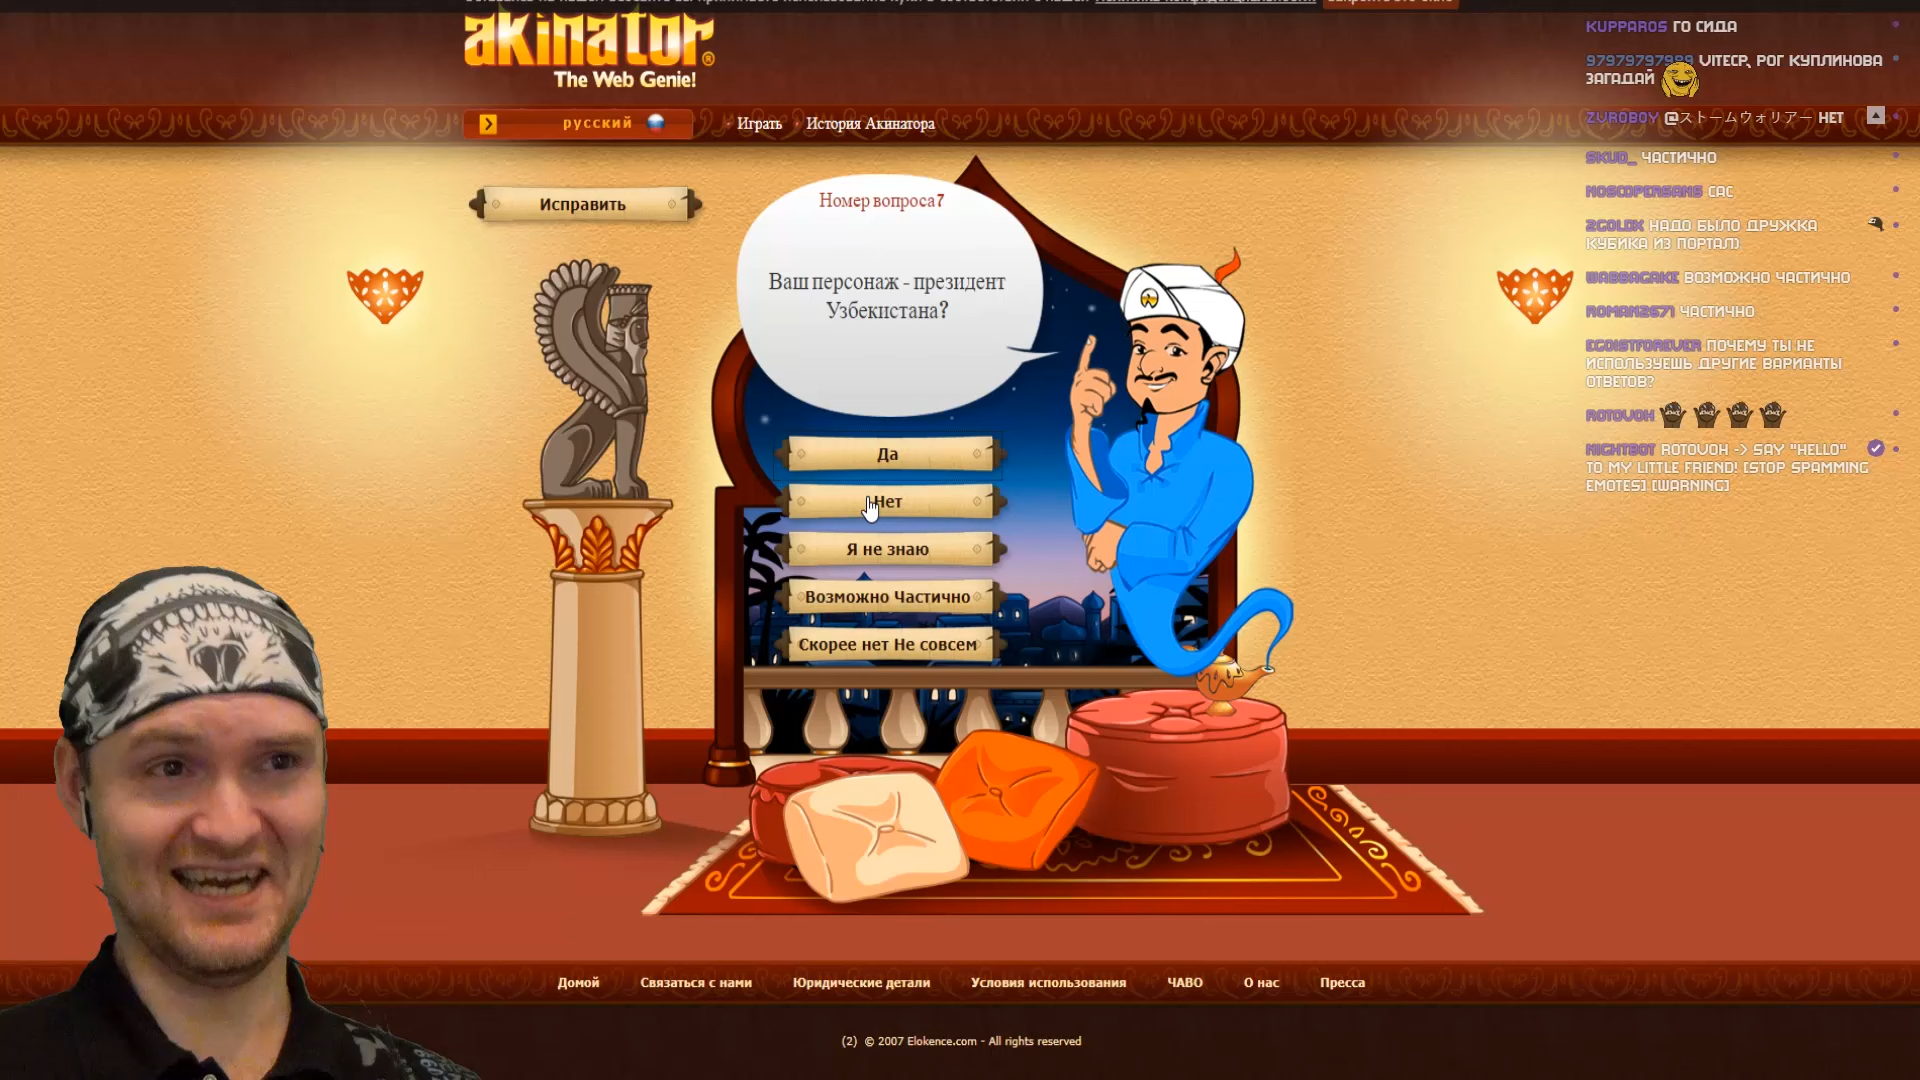 akinator®
The Web Genie!
русский
Играть
История Акинатора
Исправить
Номер вопроса7
Ваш персонаж - президент
Узбекистана?
Да
Нет
Я не знаю
Возможно Частично
Скорее нет Не совсем
Домой
Связаться с нами
Юридические детали
Условия использования
ЧАВО
О нас
Пресса
(2) © 2007 Elokence.com - All rights reserved
KUPPAROS ГО СИДА
97979797989 VITECP, РОГ КУПЛИНОВА
ЗАГАДАЙ
ZVROBOY @ストームウォリアー НЕТ
SKUD_ ЧАСТИЧНО
MOSCOPERSANS САС
2GOLDX НАДО БЫЛО ДРУЖКА
КУБИКА ИЗ ПОРТАЛ)
WABBACAKE ВОЗМОЖНО ЧАСТИЧНО
ROMAN2671 ЧАСТИЧНО
EGOISTFOREVER ПОЧЕМУ ТЫ НЕ
ИСПОЛЬЗУЕШЬ ДРУГИЕ ВАРИАНТЫ
ОТВЕТОВ?
ROTOVOH
NIGHTBOT ROTOVOH -> SAY "HELLO"
TO MY LITTLE FRIEND! [STOP SPAMMING
EMOTES] [WARNING]